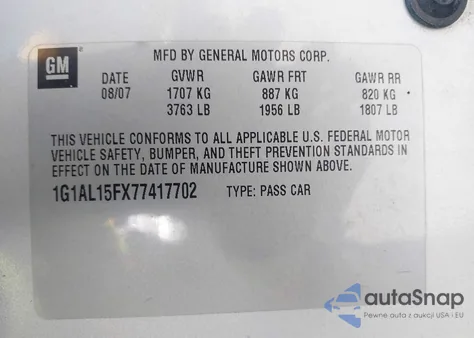 GM
MFD BY GENERAL MOTORS CORP.
DATE GVWR GAWR FRT GAWR RR
08/07 1707 KG 887 KG 820 KG
3763 LB 1956 LB 1807 LB
THIS VEHICLE CONFORMS TO ALL APPLICABLE U.S. FEDERAL MOTOR
VEHICLE SAFETY, BUMPER, AND THEFT PREVENTION STANDARDS IN
EFFECT ON THE DATE OF MANUFACTURE SHOWN ABOVE.
1G1AL15FX77417702 TYPE: PASS CAR
autaSnap
Pewne auta z aukcji USA i EU